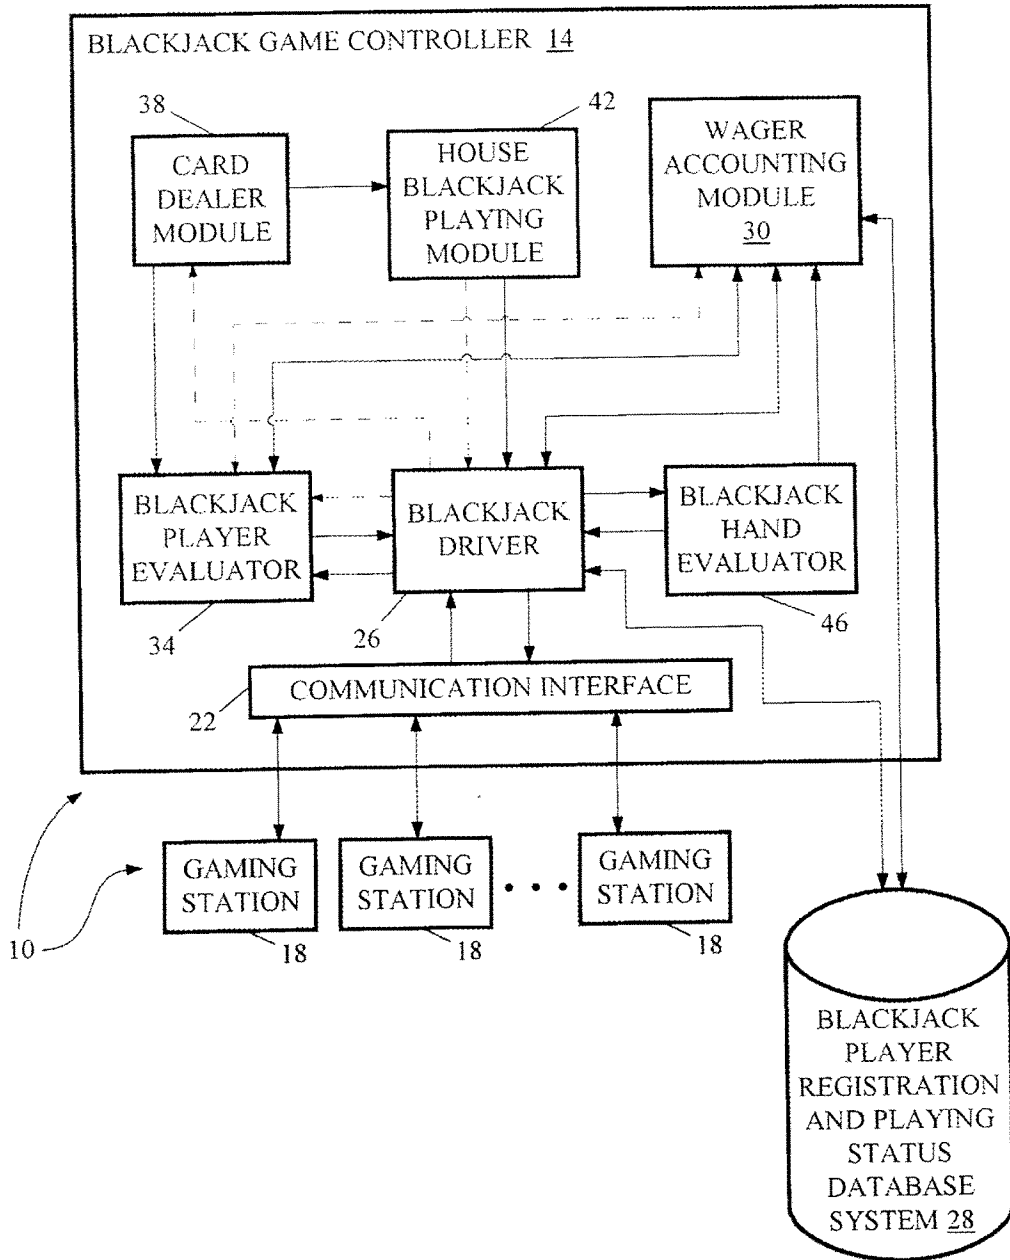 BLACKJACK GAME CONTROLLER 14
38
42
CARD
DEALER
MODULE
HOUSE
BLACKJACK
PLAYING
MODULE
WAGER
ACCOUNTING
MODULE
30
BLACKJACK
PLAYER
EVALUATOR
BLACKJACK
DRIVER
BLACKJACK
HAND
EVALUATOR
34
26
46
COMMUNICATION INTERFACE
22
GAMING
STATION
GAMING
STATION
GAMING
STATION
10
18
18
18
BLACKJACK
PLAYER
REGISTRATION
AND PLAYING
STATUS
DATABASE
SYSTEM 28